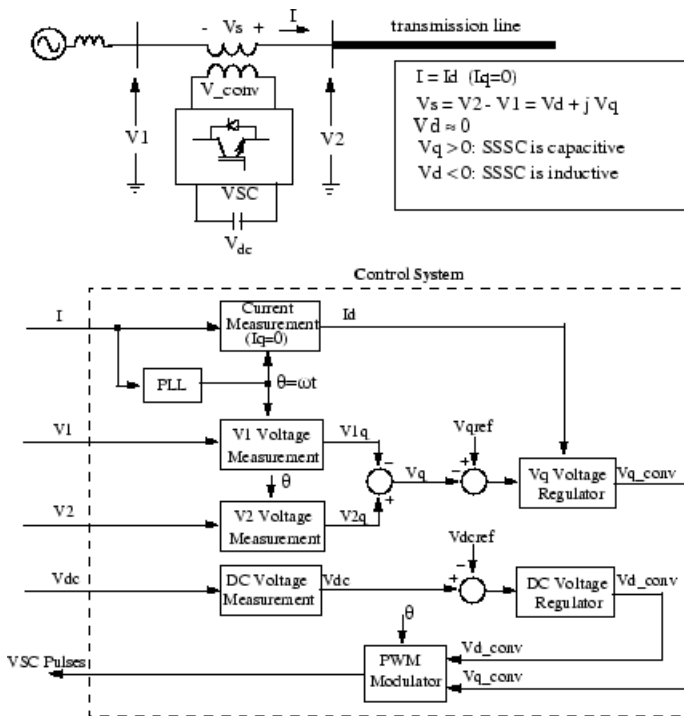 - Vs +
I
transmission line
V_conv
V1
V2
VSC
Vdc
I = Id (Iq=0)
Vs = V2 - V1 = Vd + j Vq
Vd ≈ 0
Vq > 0: SSSC is capacitive
Vd < 0: SSSC is inductive
Control System
I
Current
Measurement
(Iq=0)
Id
PLL
θ=ωt
V1
V1 Voltage
Measurement
V1q
θ
V2
V2 Voltage
Measurement
V2q
-
+
Vq
Vqref
+
-
Vq Voltage
Regulator
Vq_conv
Vdc
DC Voltage
Measurement
Vdc
Vdcref
-
+
DC Voltage
Regulator
Vd_conv
θ
VSC Pulses
PWM
Modulator
Vd_conv
Vq_conv